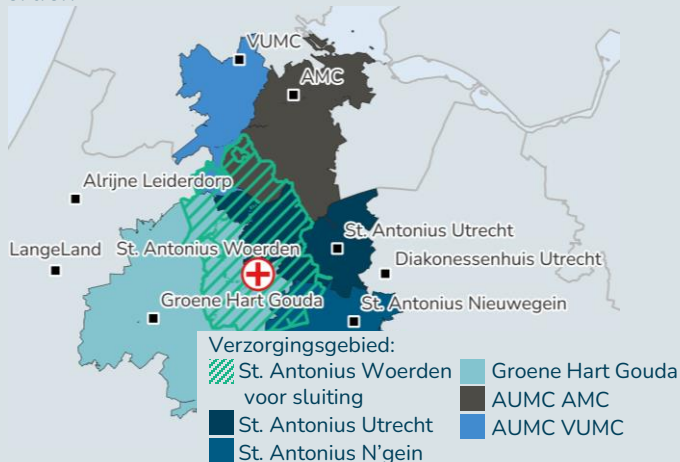 VUMC
AMC
Alrijne Leiderdorp
St. Antonius Utrecht
LangeLand
St. Antonius Woerden
Diakonessenhuis Utrecht
Groene Hart Gouda
St. Antonius Nieuwegein
Verzorgingsgebied:
St. Antonius Woerden
voor sluiting
St. Antonius Utrecht
St. Antonius N'gein
Groene Hart Gouda
AUMC AMC
AUMC VUMC